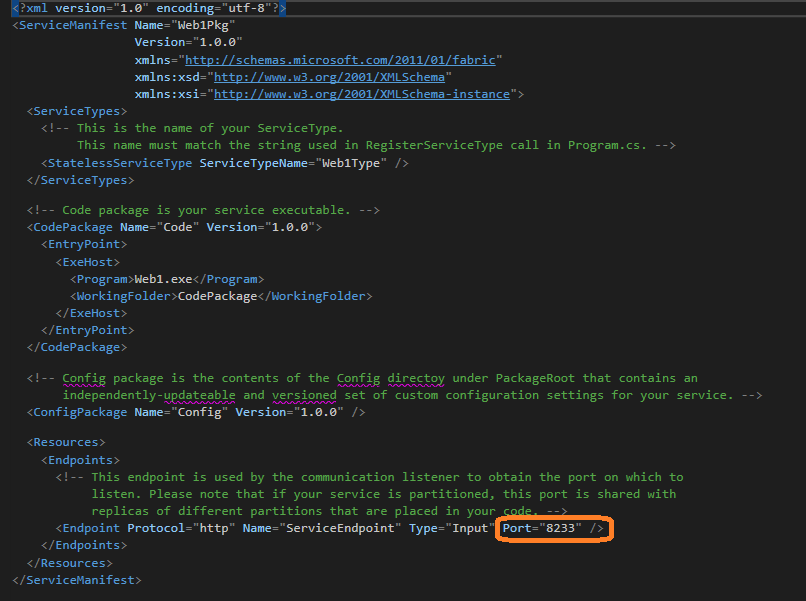 <?xml version="1.0" encoding="utf-8"?>
<ServiceManifest Name="Web1Pkg"
Version="1.0.0"
xmlns="http://schemas.microsoft.com/2011/01/fabric"
xmlns:xsd="http://www.w3.org/2001/XMLSchema"
xmlns:xsi="http://www.w3.org/2001/XMLSchema-instance">
<ServiceTypes>
<!-- This is the name of your ServiceType.
This name must match the string used in RegisterServiceType call in Program.cs. -->
<StatelessServiceType ServiceTypeName="Web1Type" />
</ServiceTypes>
<!-- Code package is your service executable. -->
<CodePackage Name="Code" Version="1.0.0">
<EntryPoint>
<ExeHost>
<Program>Web1.exe</Program>
<WorkingFolder>CodePackage</WorkingFolder>
</ExeHost>
</EntryPoint>
</CodePackage>
<!-- Config package is the contents of the Config directoy under PackageRoot that contains an
independently-updateable and versioned set of custom configuration settings for your service. -->
<ConfigPackage Name="Config" Version="1.0.0" />
<Resources>
<Endpoints>
<!-- This endpoint is used by the communication listener to obtain the port on which to
listen. Please note that if your service is partitioned, this port is shared with
replicas of different partitions that are placed in your code. -->
<Endpoint Protocol="http" Name="ServiceEndpoint" Type="Input" Port="8233" />
</Endpoints>
</Resources>
</ServiceManifest>